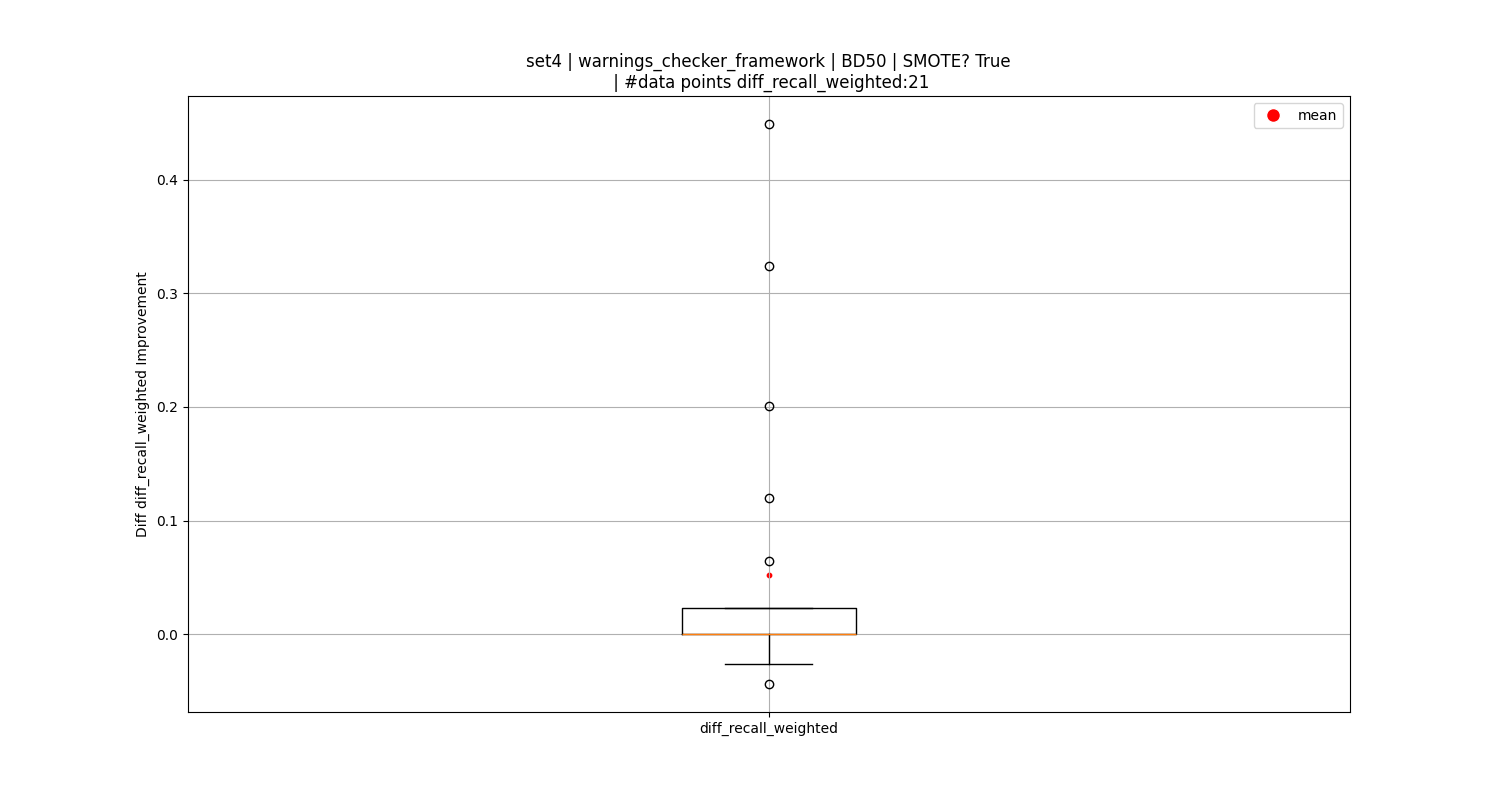 set4 | warnings_checker_framework | BD50 | SMOTE? True
| #data points diff_recall_weighted:21
mean
0.4
0.3
0.2
0.1
0.0
Diff diff_recall_weighted Improvement
diff_recall_weighted